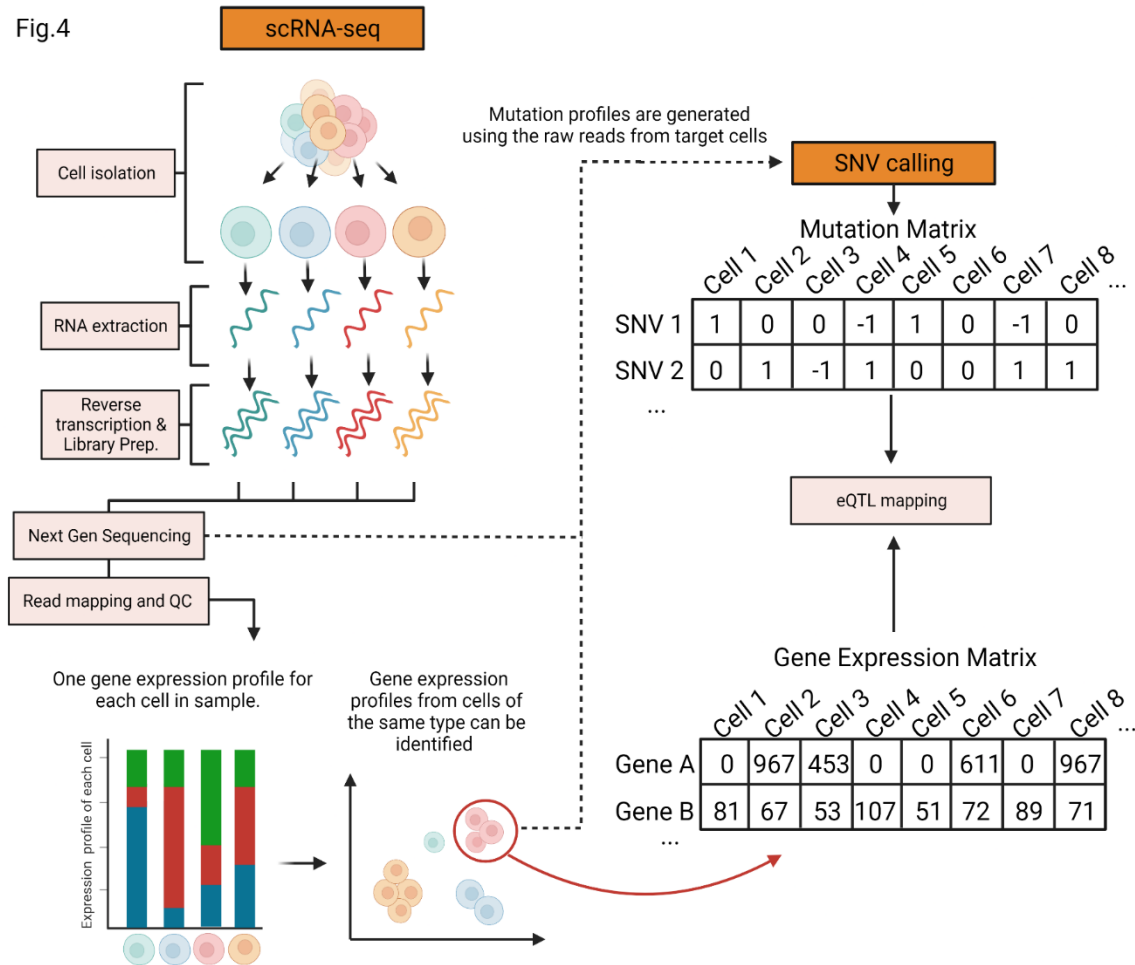 Fig.4
scRNA-seq
Cell isolation
RNA extraction
Reverse
transcription &
Library Prep.
Next Gen Sequencing
Read mapping and QC
One gene expression profile for
each cell in sample.
Expression profile of each cell
Gene expression
profiles from cells of
the same type can be
identified
Mutation profiles are generated
using the raw reads from target cells
SNV calling
Mutation Matrix
Cell 1 Cell 2 Cell 3 Cell 4 Cell 5 Cell 6 Cell 7 Cell 8 ...
SNV 1 1 0 0 -1 1 0 -1 0
SNV 2 0 1 -1 1 0 0 1 1
...
eQTL mapping
Gene Expression Matrix
Cell 1 Cell 2 Cell 3 Cell 4 Cell 5 Cell 6 Cell 7 Cell 8 ...
Gene A 0 967 453 0 0 611 0 967
Gene B 81 67 53 107 51 72 89 71
...